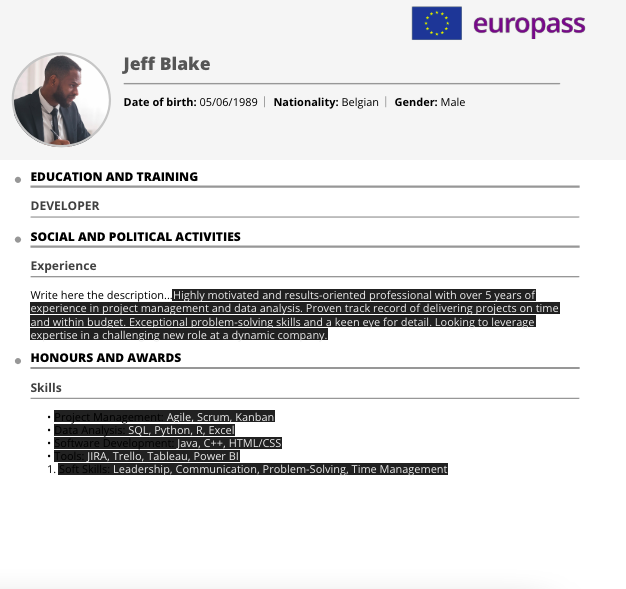 europass
Jeff Blake
Date of birth: 05/06/1989 | Nationality: Belgian | Gender: Male
EDUCATION AND TRAINING
DEVELOPER
SOCIAL AND POLITICAL ACTIVITIES
Experience
Write here the description...Highly motivated and results-oriented professional with over 5 years of
experience in project management and data analysis. Proven track record of delivering projects on time
and within budget. Exceptional problem-solving skills and a keen eye for detail. Looking to leverage
expertise in a challenging new role at a dynamic company.
HONOURS AND AWARDS
Skills
• Project Management: Agile, Scrum, Kanban
• Data Analysis: SQL, Python, R, Excel
• Software Development: Java, C++, HTML/CSS
• Tools: JIRA, Trello, Tableau, Power BI
1. Soft Skills: Leadership, Communication, Problem-Solving, Time Management